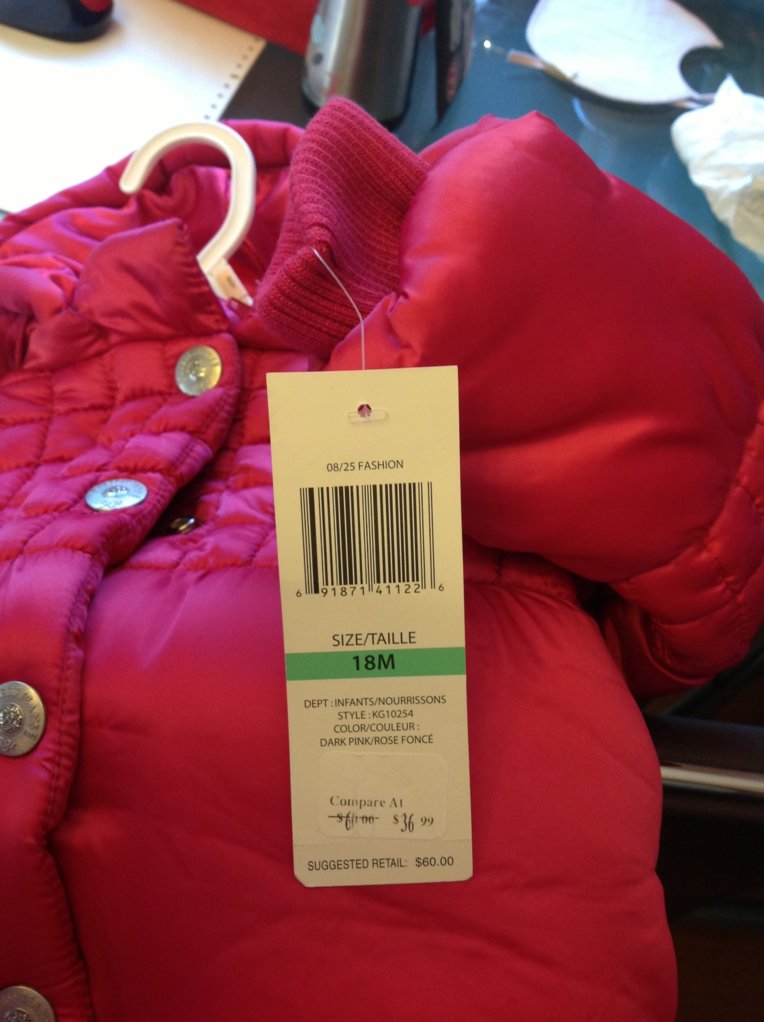 08/25 FASHION
6 91871 41122 6
SIZE/TAILLE
18M
DEPT : INFANTS/NOURRISSONS
STYLE : KG10254
COLOR/COULEUR :
DARK PINK/ROSE FONCÉ
Compare At
$60.00 $36.99
SUGGESTED RETAIL: $60.00